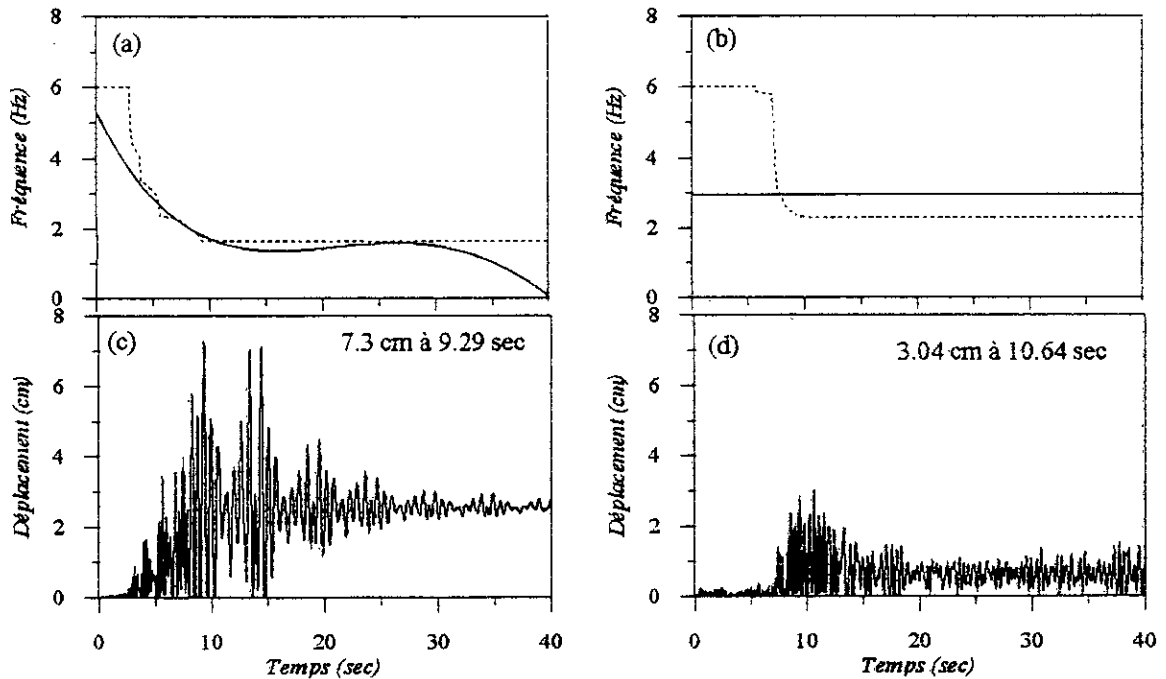 8
6
4
2
0
Fréquence (Hz)
(a)
8
6
4
2
0
Fréquence (Hz)
(b)
8
6
4
2
0
Déplacement (cm)
(c)
7.3 cm à 9.29 sec
0
10
20
30
40
Temps (sec)
8
6
4
2
0
Déplacement (cm)
(d)
3.04 cm à 10.64 sec
0
10
20
30
40
Temps (sec)